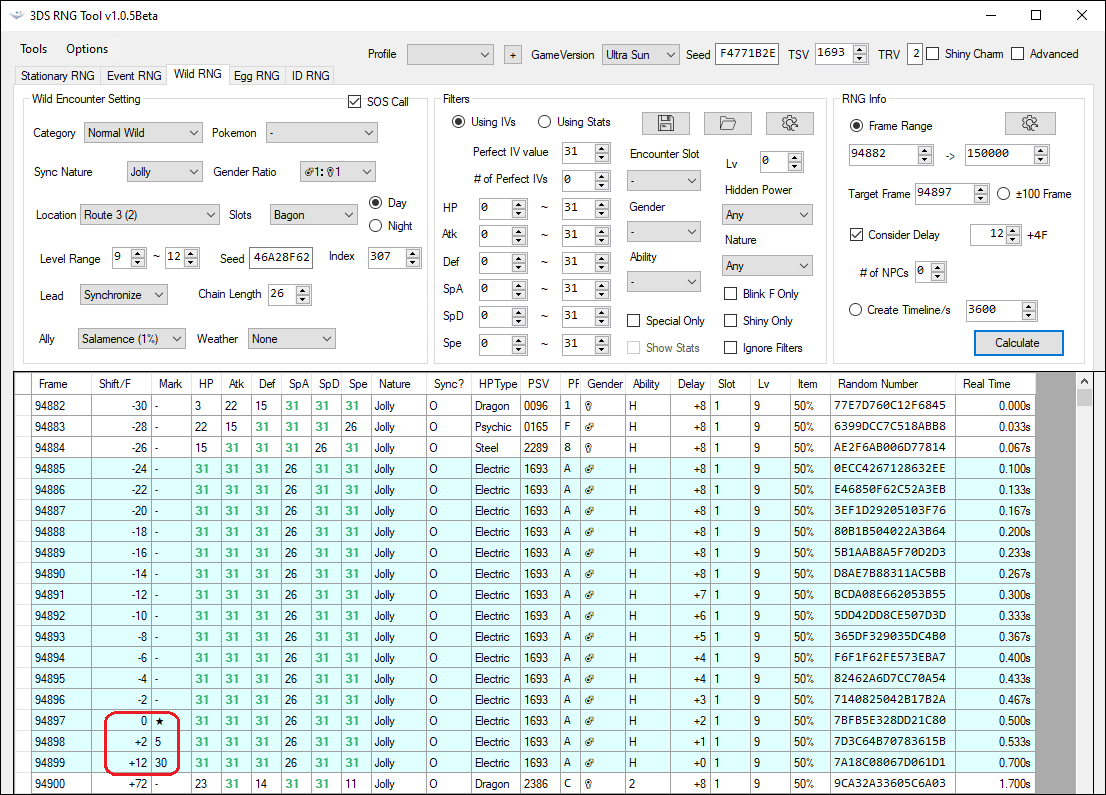 3DS RNG Tool v1.0.5Beta
Tools Options
Profile + GameVersion Ultra Sun Seed F4771B2E TSV 1693 TRV 2 Shiny Charm Advanced
Stationary RNG Event RNG Wild RNG Egg RNG ID RNG
Wild Encounter Setting
SOS Call
Category Normal Wild Pokemon -
Sync Nature Jolly Gender Ratio ♂1: ♀1
Location Route 3 (2) Slots Bagon Day
Night
Level Range 9 ~ 12 Seed 46A28F62 Index 307
Lead Synchronize Chain Length 26
Ally Salamence (1%) Weather None
Filters
Using IVs Using Stats
Perfect IV value 31
# of Perfect IVs 0
HP 0 ~ 31
Atk 0 ~ 31
Def 0 ~ 31
SpA 0 ~ 31
SpD 0 ~ 31
Spe 0 ~ 31
Encounter Slot
-
Gender
-
Ability
-
Special Only
Show Stats
Lv 0
Hidden Power
Any
Nature
Any
Blink F Only
Shiny Only
Ignore Filters
RNG Info
Frame Range
94882 -> 150000
Target Frame 94897 ±100 Frame
Consider Delay 12 +4F
# of NPCs 0
Create Timeline/s 3600
Calculate
Frame Shift/F Mark HP Atk Def SpA SpD Spe Nature Sync? HPType PSV PF Gender Ability Delay Slot Lv Item Random Number Real Time
94882 -30 - 3 22 15 31 31 31 Jolly O Dragon 0096 1 ♀ H +8 1 9 50% 77E7D760C12F6845 0.000s
94883 -28 - 22 15 31 31 31 26 Jolly O Psychic 0165 F ♂ H +8 1 9 50% 6399DCC7C518ABB8 0.033s
94884 -26 - 15 31 31 31 26 31 Jolly O Steel 2289 8 ♀ H +8 1 9 50% AE2F6AB006D77814 0.067s
94885 -24 - 31 31 31 26 31 31 Jolly O Electric 1693 A ♂ H +8 1 9 50% 0ECC4267128632EE 0.100s
94886 -22 - 31 31 31 26 31 31 Jolly O Electric 1693 A ♂ H +8 1 9 50% E46850F62C52A3EB 0.133s
94887 -20 - 31 31 31 26 31 31 Jolly O Electric 1693 A ♂ H +8 1 9 50% 3EF1D29205103F76 0.167s
94888 -18 - 31 31 31 26 31 31 Jolly O Electric 1693 A ♂ H +8 1 9 50% 80B1B504022A3B64 0.200s
94889 -16 - 31 31 31 26 31 31 Jolly O Electric 1693 A ♂ H +8 1 9 50% 5B1AAB8A5F70D2D3 0.233s
94890 -14 - 31 31 31 26 31 31 Jolly O Electric 1693 A ♂ H +8 1 9 50% D8AE7B88311AC5BB 0.267s
94891 -12 - 31 31 31 26 31 31 Jolly O Electric 1693 A ♂ H +7 1 9 50% BCDA08E662053B55 0.300s
94892 -10 - 31 31 31 26 31 31 Jolly O Electric 1693 A ♂ H +6 1 9 50% 5DD42DD8CE507D3D 0.333s
94893 -8 - 31 31 31 26 31 31 Jolly O Electric 1693 A ♂ H +5 1 9 50% 365DF329035DC4B0 0.367s
94894 -6 - 31 31 31 26 31 31 Jolly O Electric 1693 A ♂ H +4 1 9 50% F6F1F62FE573EBA7 0.400s
94895 -4 - 31 31 31 26 31 31 Jolly O Electric 1693 A ♂ H +4 1 9 50% 82462A6D7CC70A54 0.433s
94896 -2 - 31 31 31 26 31 31 Jolly O Electric 1693 A ♂ H +3 1 9 50% 7140825042B17B2A 0.467s
94897 0 ★ 31 31 31 26 31 31 Jolly O Electric 1693 A ♂ H +2 1 9 50% 7BFB5E328DD21C80 0.500s
94898 +2 5 31 31 31 26 31 31 Jolly O Electric 1693 A ♂ H +1 1 9 50% 7D3C64B70783615B 0.533s
94899 +12 30 31 31 31 26 31 31 Jolly O Electric 1693 A ♂ H +0 1 9 50% 7A18C08067D061D1 0.700s
94900 +72 - 23 31 14 31 31 11 Jolly O Dragon 2386 C ♀ 2 +8 1 9 50% 9CA32A33605C6A03 1.700s